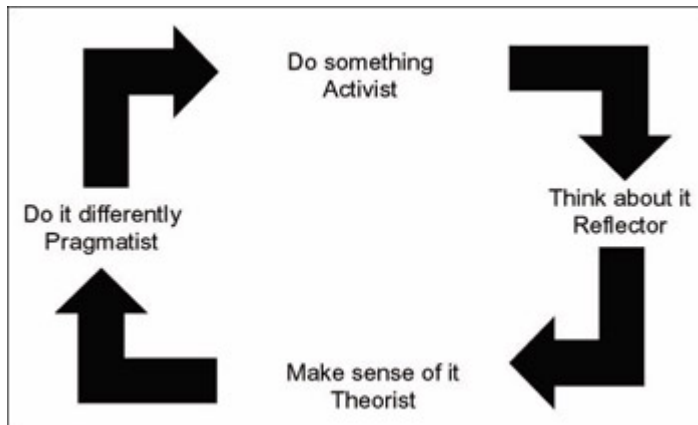 Do something
Activist
Think about it
Reflector
Make sense of it
Theorist
Do it differently
Pragmatist